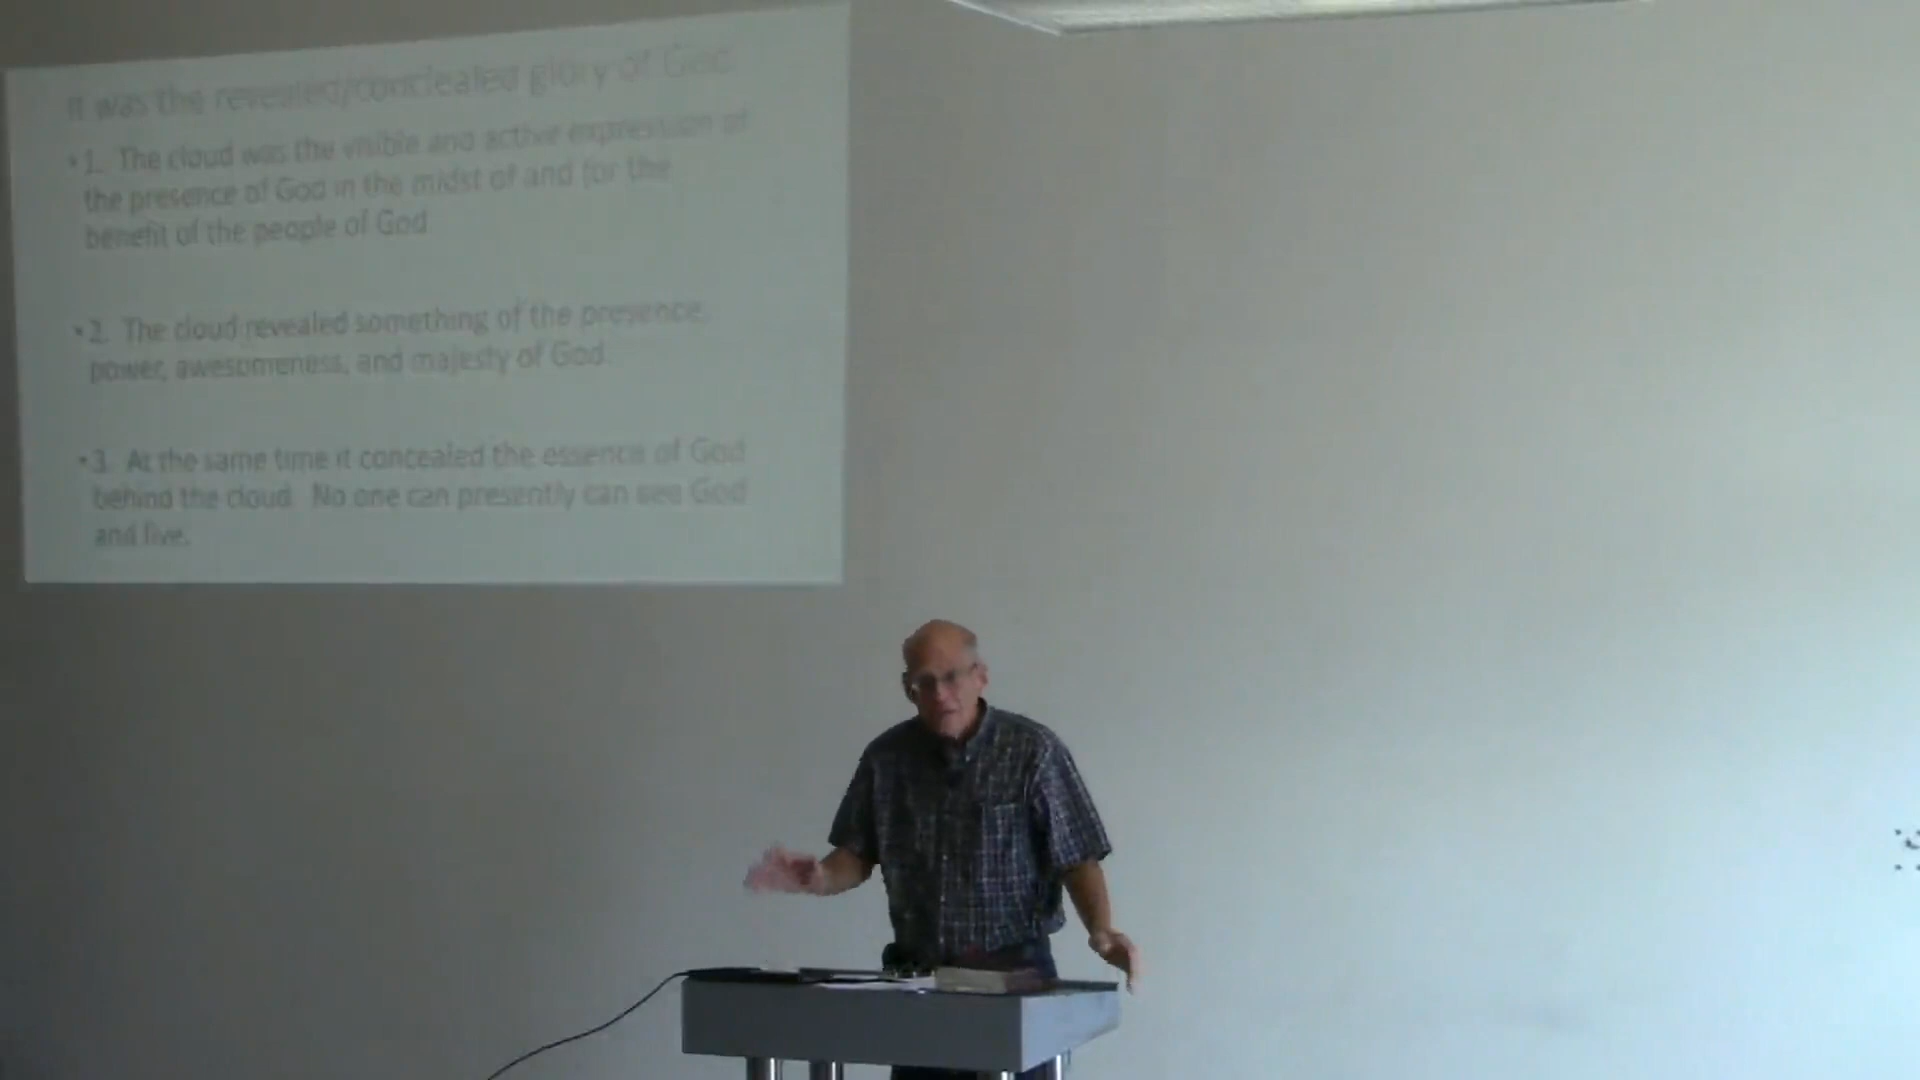 It was the revealed/conclealed glory of God
• 1. The cloud was the visible and active expression of
the presence of God in the midst of and for the
benefit of the people of God
• 2. The cloud revealed something of the presence,
power, awesomeness, and majesty of God.
• 3. At the same time it concealed the essence of God
behind the cloud. No one can presently can see God
and live.